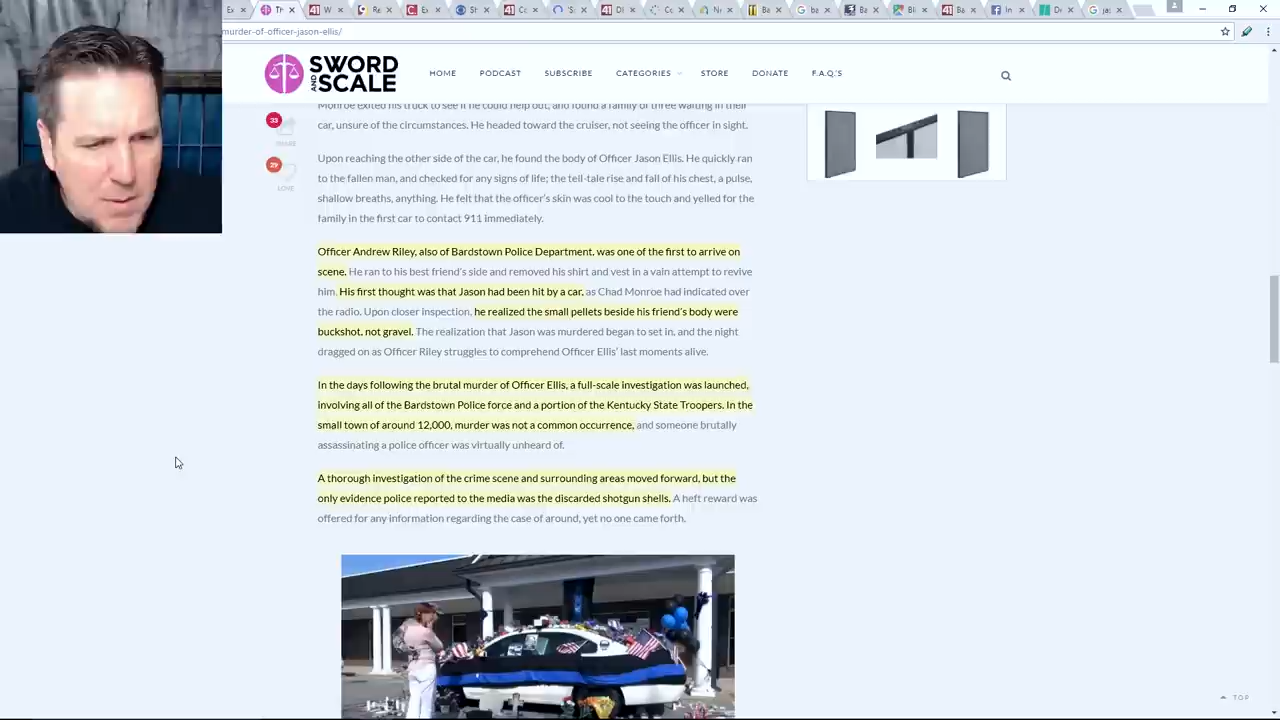 murder-of-officer-jason-ellis/
SWORD
AND SCALE
HOME PODCAST SUBSCRIBE CATEGORIES STORE DONATE F.A.Q.'S
Monroe exited his truck to see if he could help out, and found a family of three waiting in their
car, unsure of the circumstances. He headed toward the cruiser, not seeing the officer in sight.
33
SHARE
29
LOVE
Upon reaching the other side of the car, he found the body of Officer Jason Ellis. He quickly ran
to the fallen man, and checked for any signs of life; the tell-tale rise and fall of his chest, a pulse,
shallow breaths, anything. He felt that the officer's skin was cool to the touch and yelled for the
family in the first car to contact 911 immediately.
Officer Andrew Riley, also of Bardstown Police Department, was one of the first to arrive on
scene. He ran to his best friend's side and removed his shirt and vest in a vain attempt to revive
him. His first thought was that Jason had been hit by a car, as Chad Monroe had indicated over
the radio. Upon closer inspection, he realized the small pellets beside his friend's body were
buckshot, not gravel. The realization that Jason was murdered began to set in, and the night
dragged on as Officer Riley struggles to comprehend Officer Ellis' last moments alive.
In the days following the brutal murder of Officer Ellis, a full-scale investigation was launched,
involving all of the Bardstown Police force and a portion of the Kentucky State Troopers. In the
small town of around 12,000, murder was not a common occurrence, and someone brutally
assassinating a police officer was virtually unheard of.
A thorough investigation of the crime scene and surrounding areas moved forward, but the
only evidence police reported to the media was the discarded shotgun shells. A heft reward was
offered for any information regarding the case of around, yet no one came forth.
TOP